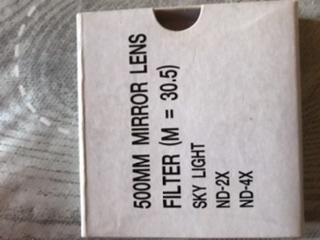 500MM MIRROR LENS
FILTER (M = 30.5)
SKY LIGHT
ND-2X
ND-4X